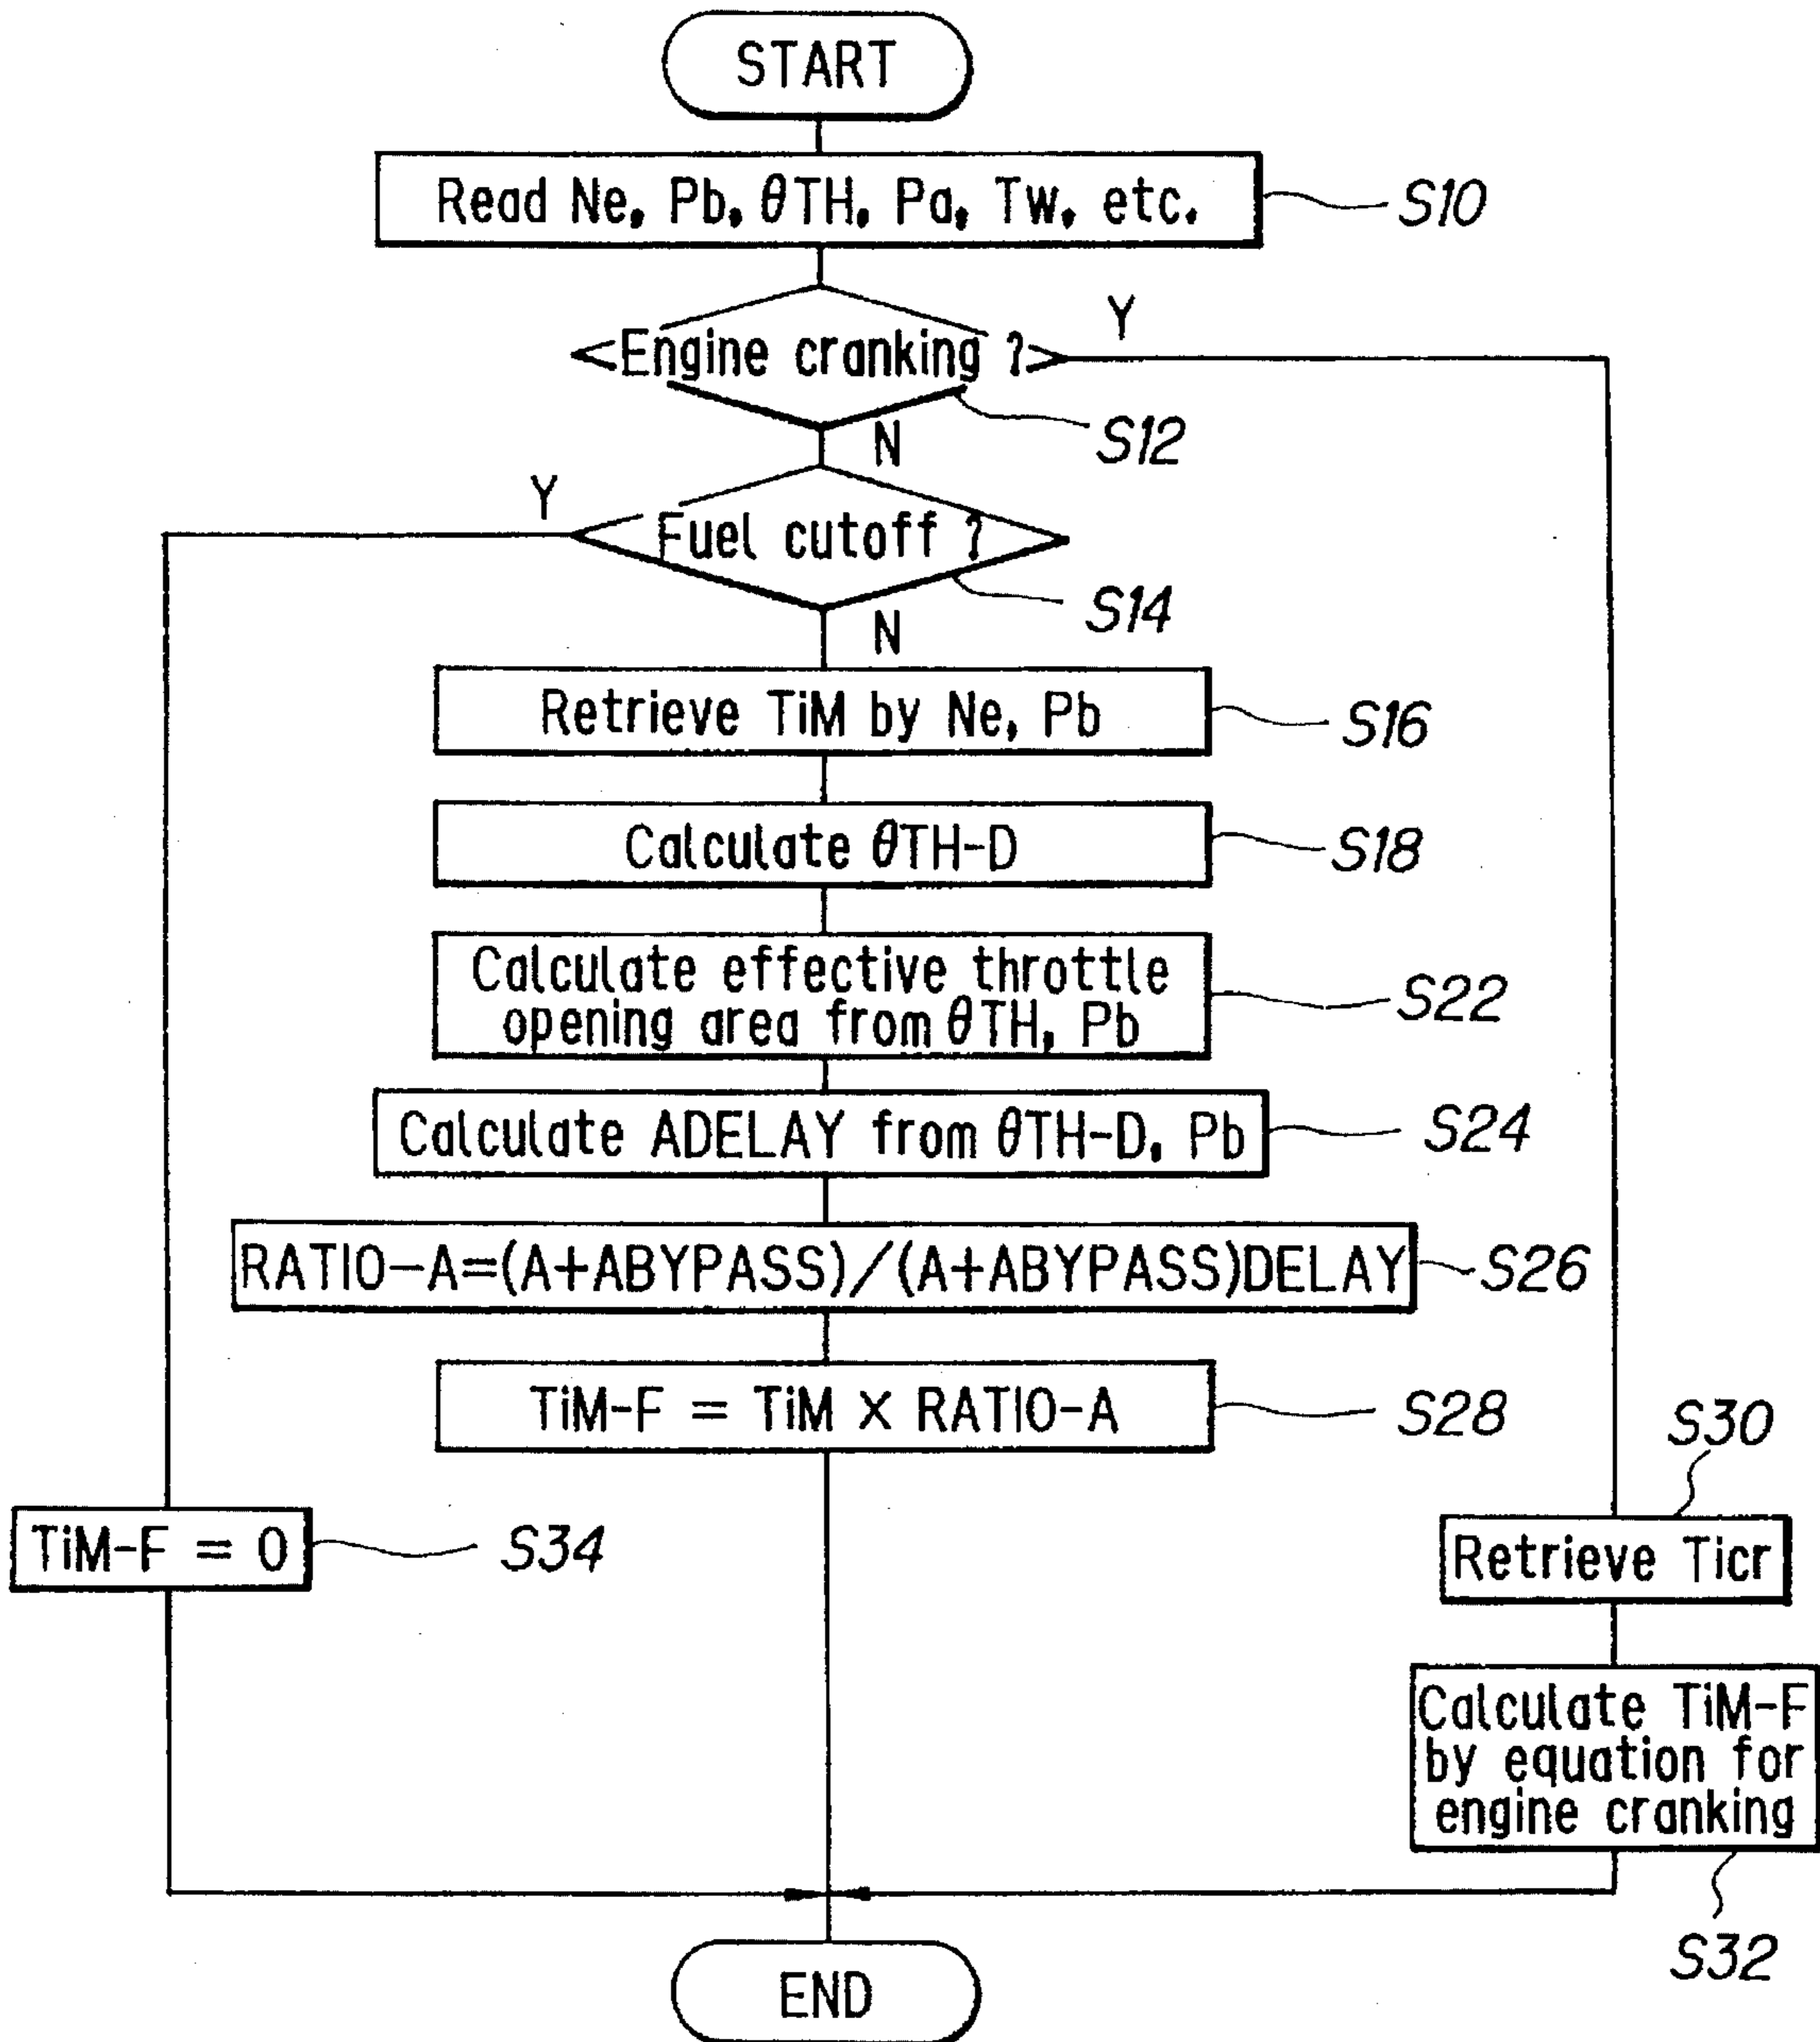 START
Read Ne, Pb, θTH, Pa, Tw, etc.
S10
Engine cranking ?
Y
S12
N
Fuel cutoff ?
Y
S14
N
Retrieve TiM by Ne, Pb
S16
Calculate θTH-D
S18
Calculate effective throttle
opening area from θTH, Pb
S22
Calculate ADELAY from θTH-D, Pb
S24
RATIO-A=(A+ABYPASS)/(A+ABYPASS)DELAY
S26
TiM-F = TiM X RATIO-A
S28
TiM-F = 0
S34
S30
Retrieve Ticr
Calculate TiM-F
by equation for
engine cranking
S32
END